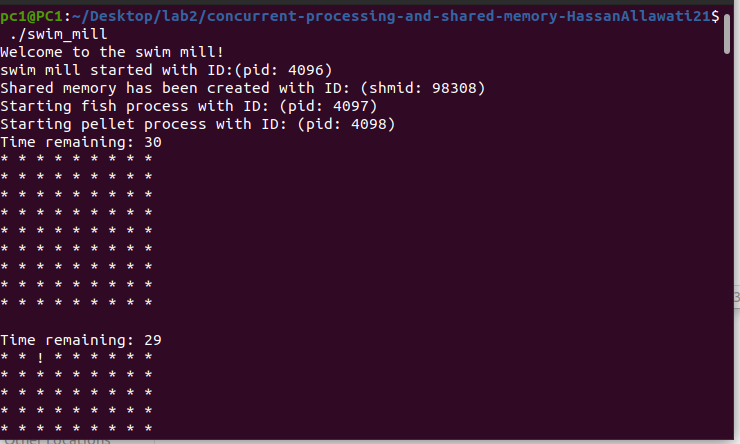 pc1@PC1:~/Desktop/lab2/concurrent-processing-and-shared-memory-HassanAllawati21$
./swim_mill
Welcome to the swim mill!
swim mill started with ID:(pid: 4096)
Shared memory has been created with ID: (shmid: 98308)
Starting fish process with ID: (pid: 4097)
Starting pellet process with ID: (pid: 4098)
Time remaining: 30
* * * * * * * * *
* * * * * * * * *
* * * * * * * * *
* * * * * * * * *
* * * * * * * * *
* * * * * * * * *
* * * * * * * * *
* * * * * * * * *
* * * * * * * * *
Time remaining: 29
* * ! * * * * * *
* * * * * * * * *
* * * * * * * * *
* * * * * * * * *
* * * * * * * * *